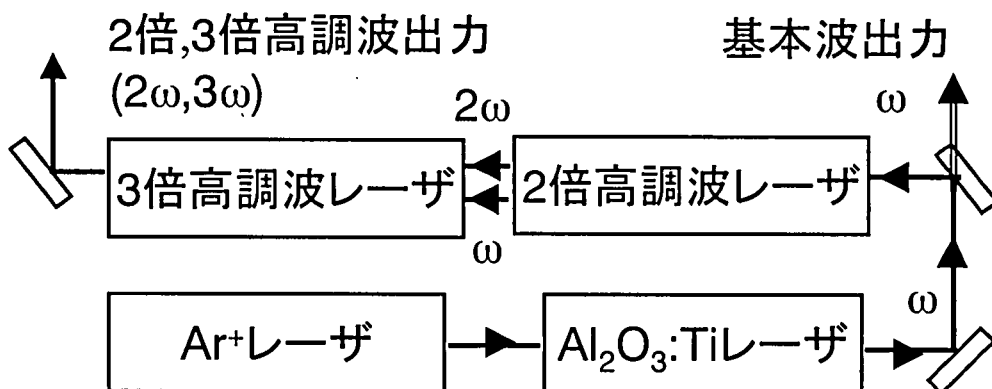 2倍,3倍高調波出力
(2ω,3ω)
基本波出力
ω
2ω
3倍高調波レーザ
2倍高調波レーザ
ω
ω
Ar⁺レーザ
Al₂O₃:Tiレーザ